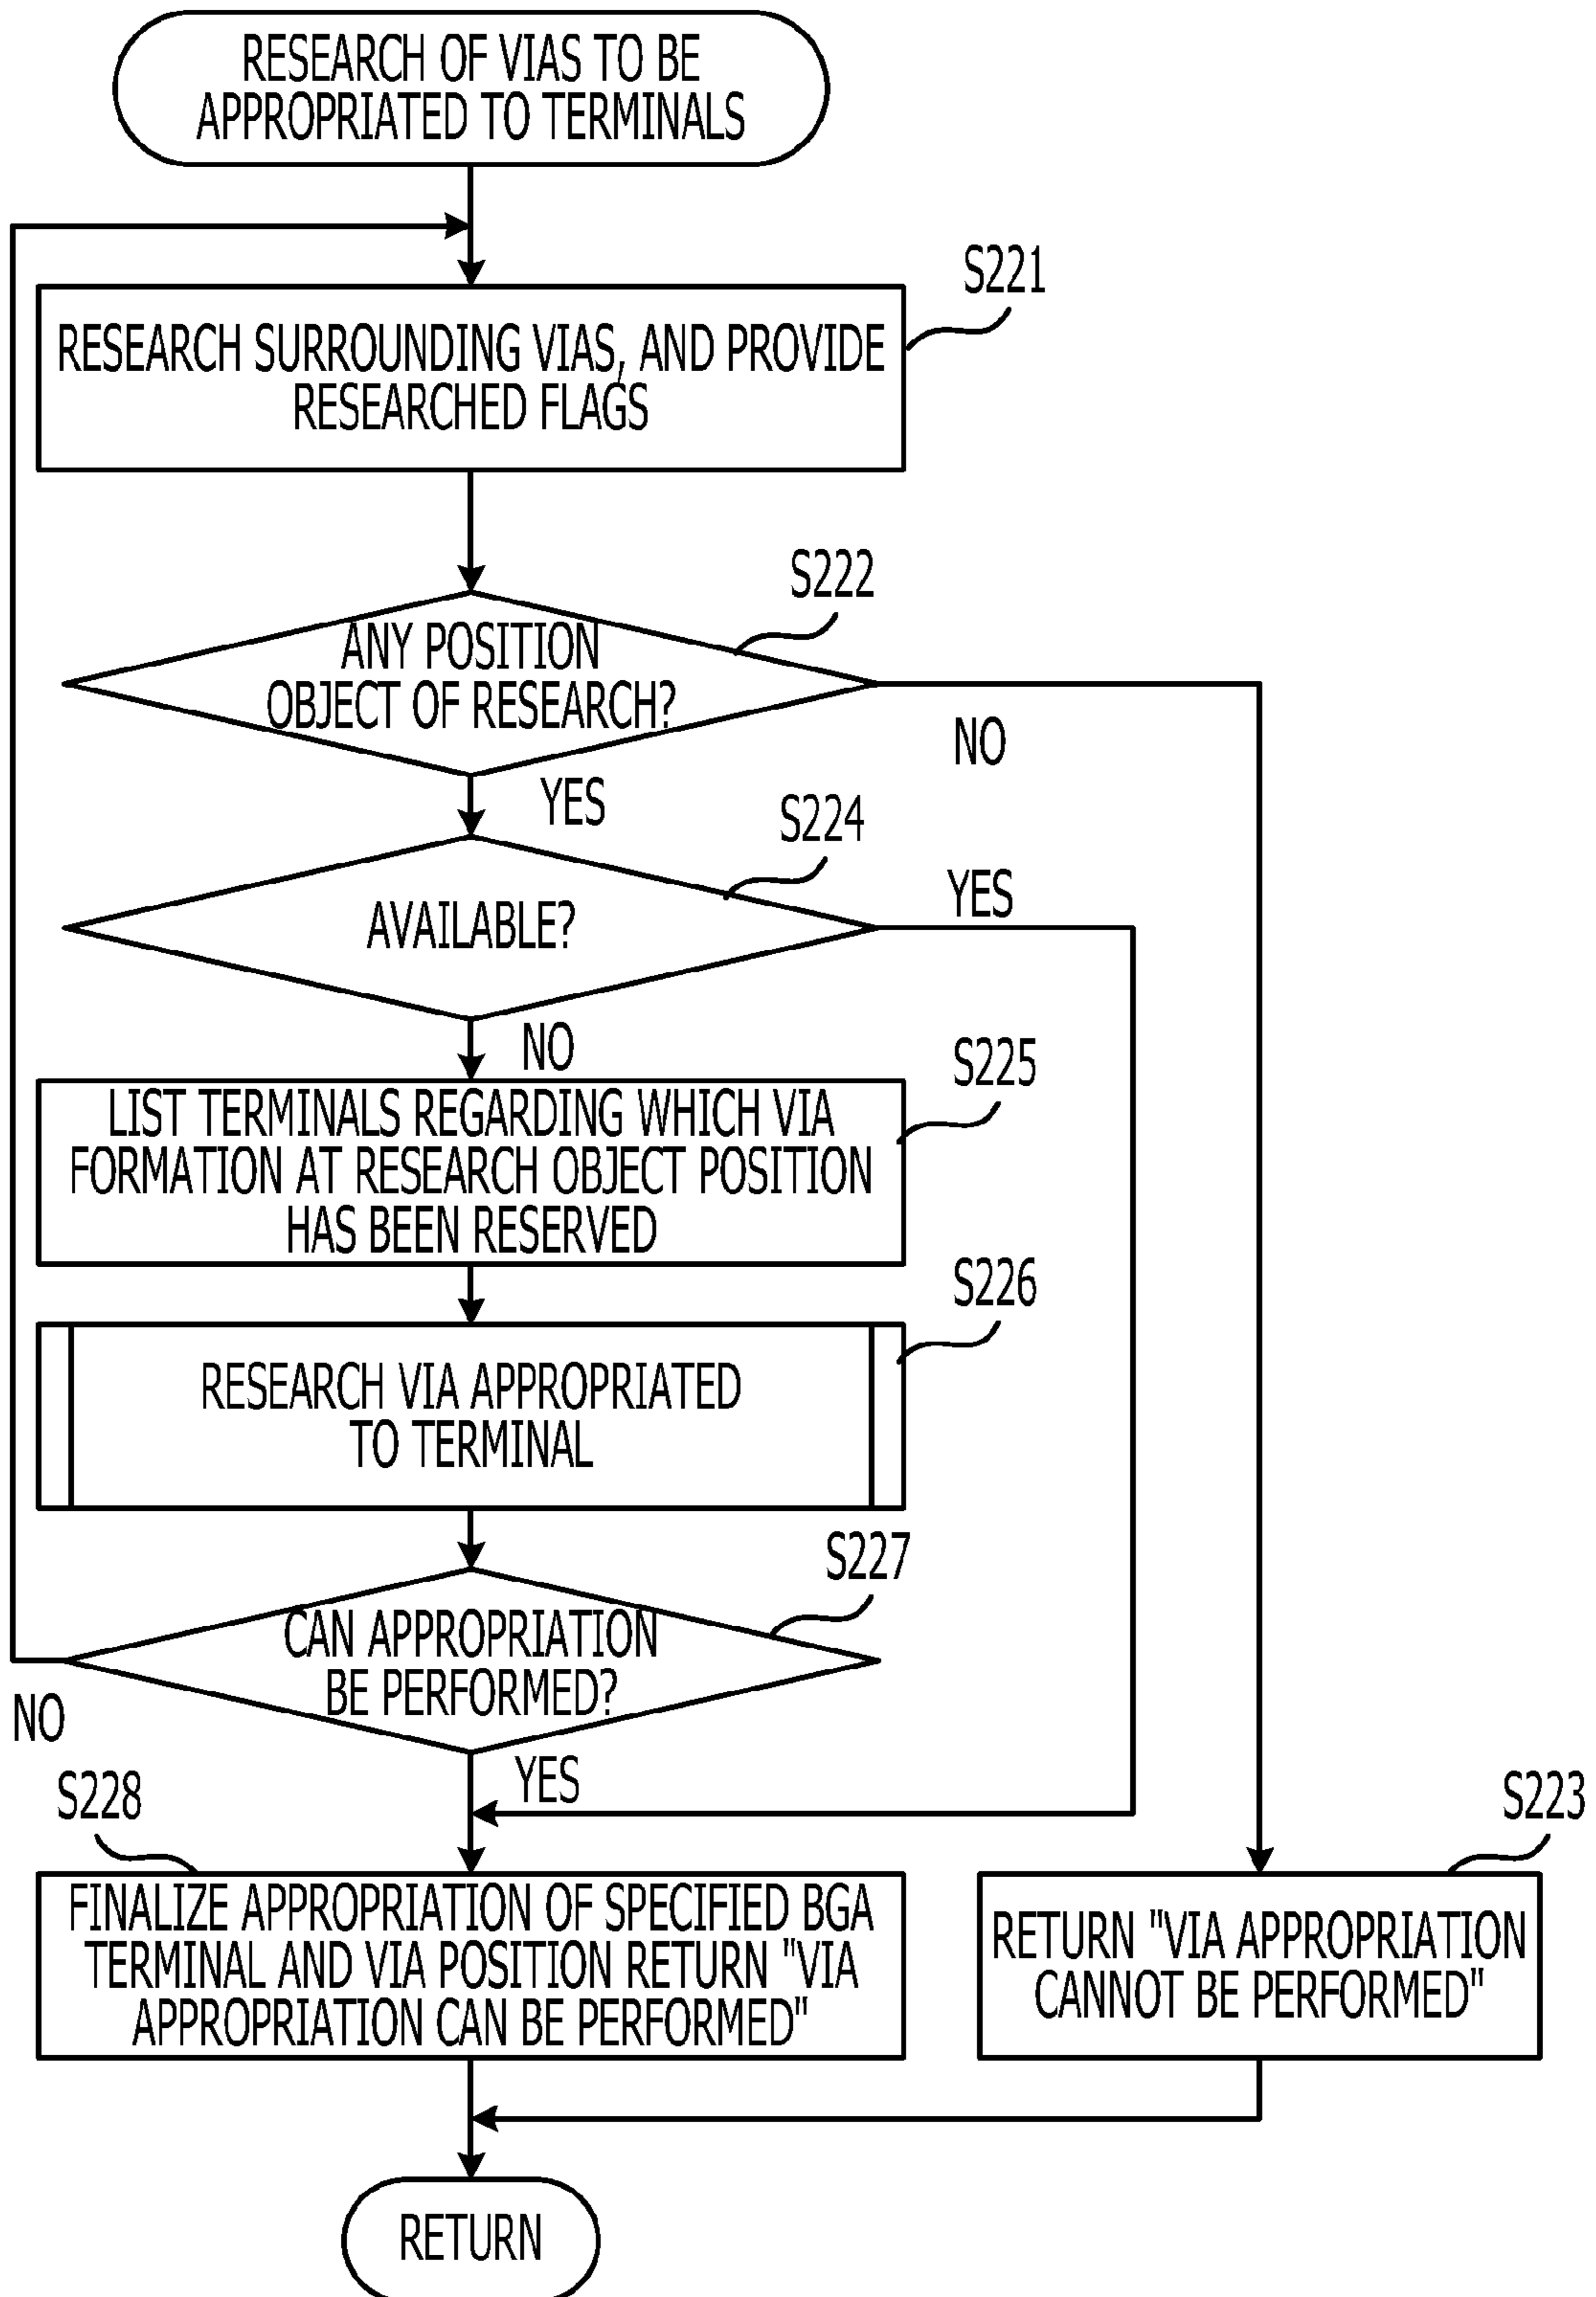 RESEARCH OF VIAS TO BE
APPROPRIATED TO TERMINALS
S221
RESEARCH SURROUNDING VIAS, AND PROVIDE
RESEARCHED FLAGS
S222
ANY POSITION
OBJECT OF RESEARCH?
NO
YES
S224
AVAILABLE?
YES
NO
S225
LIST TERMINALS REGARDING WHICH VIA
FORMATION AT RESEARCH OBJECT POSITION
HAS BEEN RESERVED
S226
RESEARCH VIA APPROPRIATED
TO TERMINAL
S227
CAN APPROPRIATION
BE PERFORMED?
NO
YES
S228
FINALIZE APPROPRIATION OF SPECIFIED BGA
TERMINAL AND VIA POSITION RETURN "VIA
APPROPRIATION CAN BE PERFORMED"
S223
RETURN "VIA APPROPRIATION
CANNOT BE PERFORMED"
RETURN